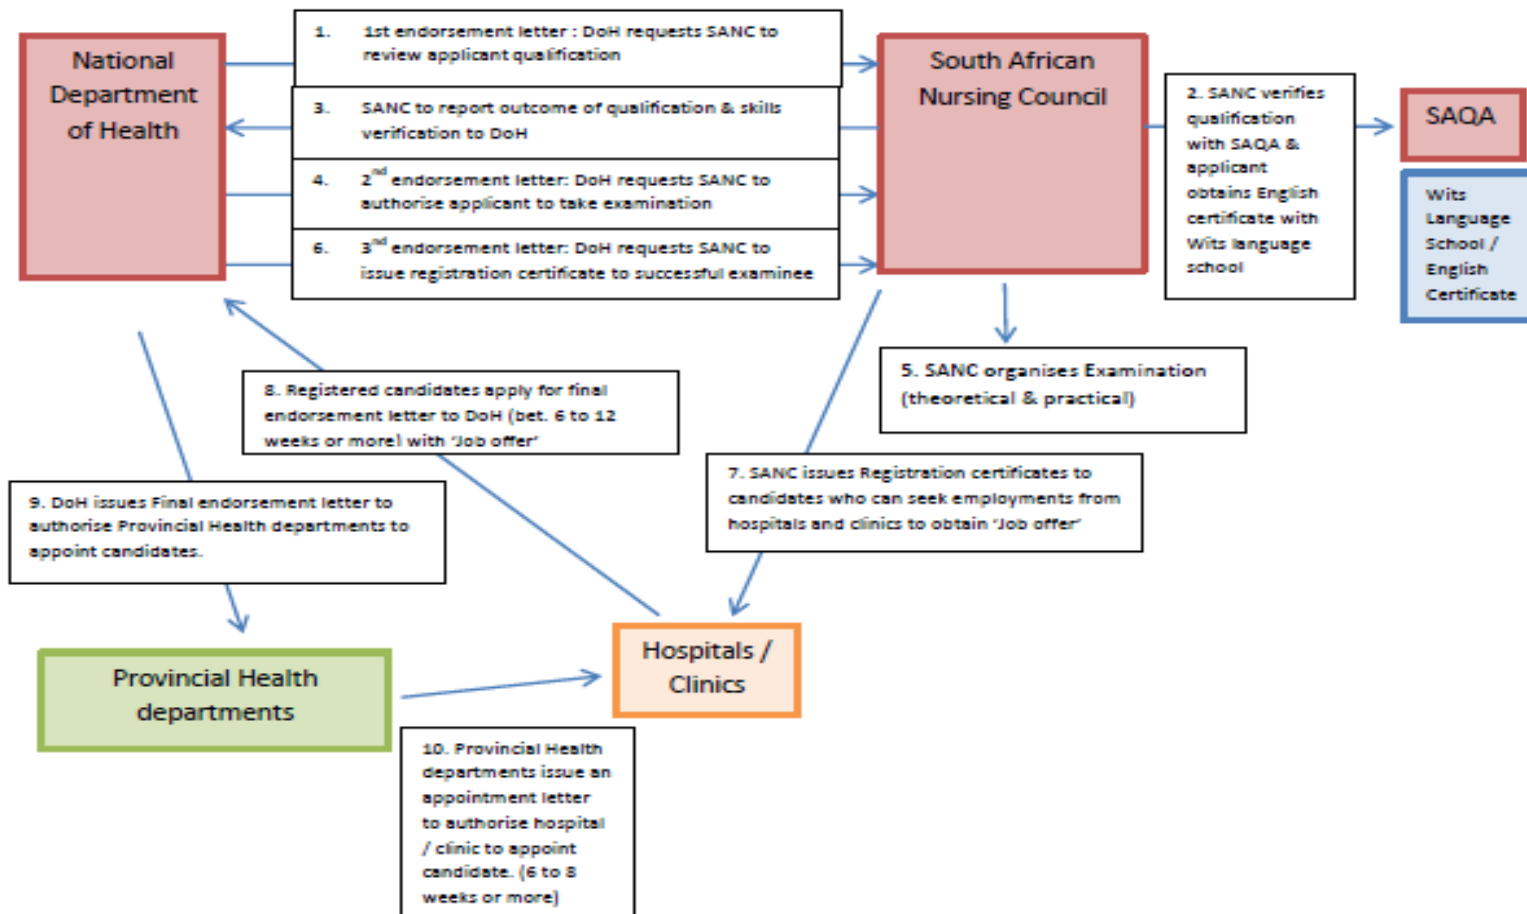 National
Department
of Health
1. 1st endorsement letter : DoH requests SANC to
review applicant qualification
3. SANC to report outcome of qualification & skills
verification to DoH
4. 2nd endorsement letter: DoH requests SANC to
authorise applicant to take examination
6. 3nd endorsement letter: DoH requests SANC to
issue registration certificate to successful examinee
South African
Nursing Council
2. SANC verifies
qualification
with SAQA &
applicant
obtains English
certificate with
Wits language
school
SAQA
Wits
Language
School /
English
Certificate
5. SANC organises Examination
(theoretical & practical)
8. Registered candidates apply for final
endorsement letter to DoH (bet. 6 to 12
weeks or more) with ‘Job offer’
7. SANC issues Registration certificates to
candidates who can seek employments from
hospitals and clinics to obtain ‘Job offer’
9. DoH issues Final endorsement letter to
authorise Provincial Health departments to
appoint candidates.
Provincial Health
departments
Hospitals /
Clinics
10. Provincial Health
departments issue an
appointment letter
to authorise hospital
/ clinic to appoint
candidate. (6 to 8
weeks or more)